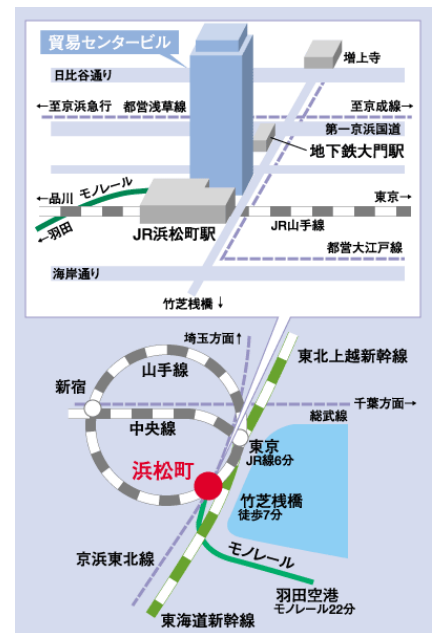 貿易センタービル
増上寺
日比谷通り
←至京浜急行 都営浅草線 至京成線→
第一京浜国道
地下鉄大門駅
←品川 モノレール 東京→
←羽田 JR浜松町駅 JR山手線
都営大江戸線
海岸通り
竹芝桟橋↓
埼玉方面↑
山手線
東北上越新幹線
新宿
千葉方面→
中央線
総武線
東京
JR線6分
浜松町
竹芝桟橋
徒歩7分
京浜東北線
モノレール
羽田空港
モノレール22分
東海道新幹線